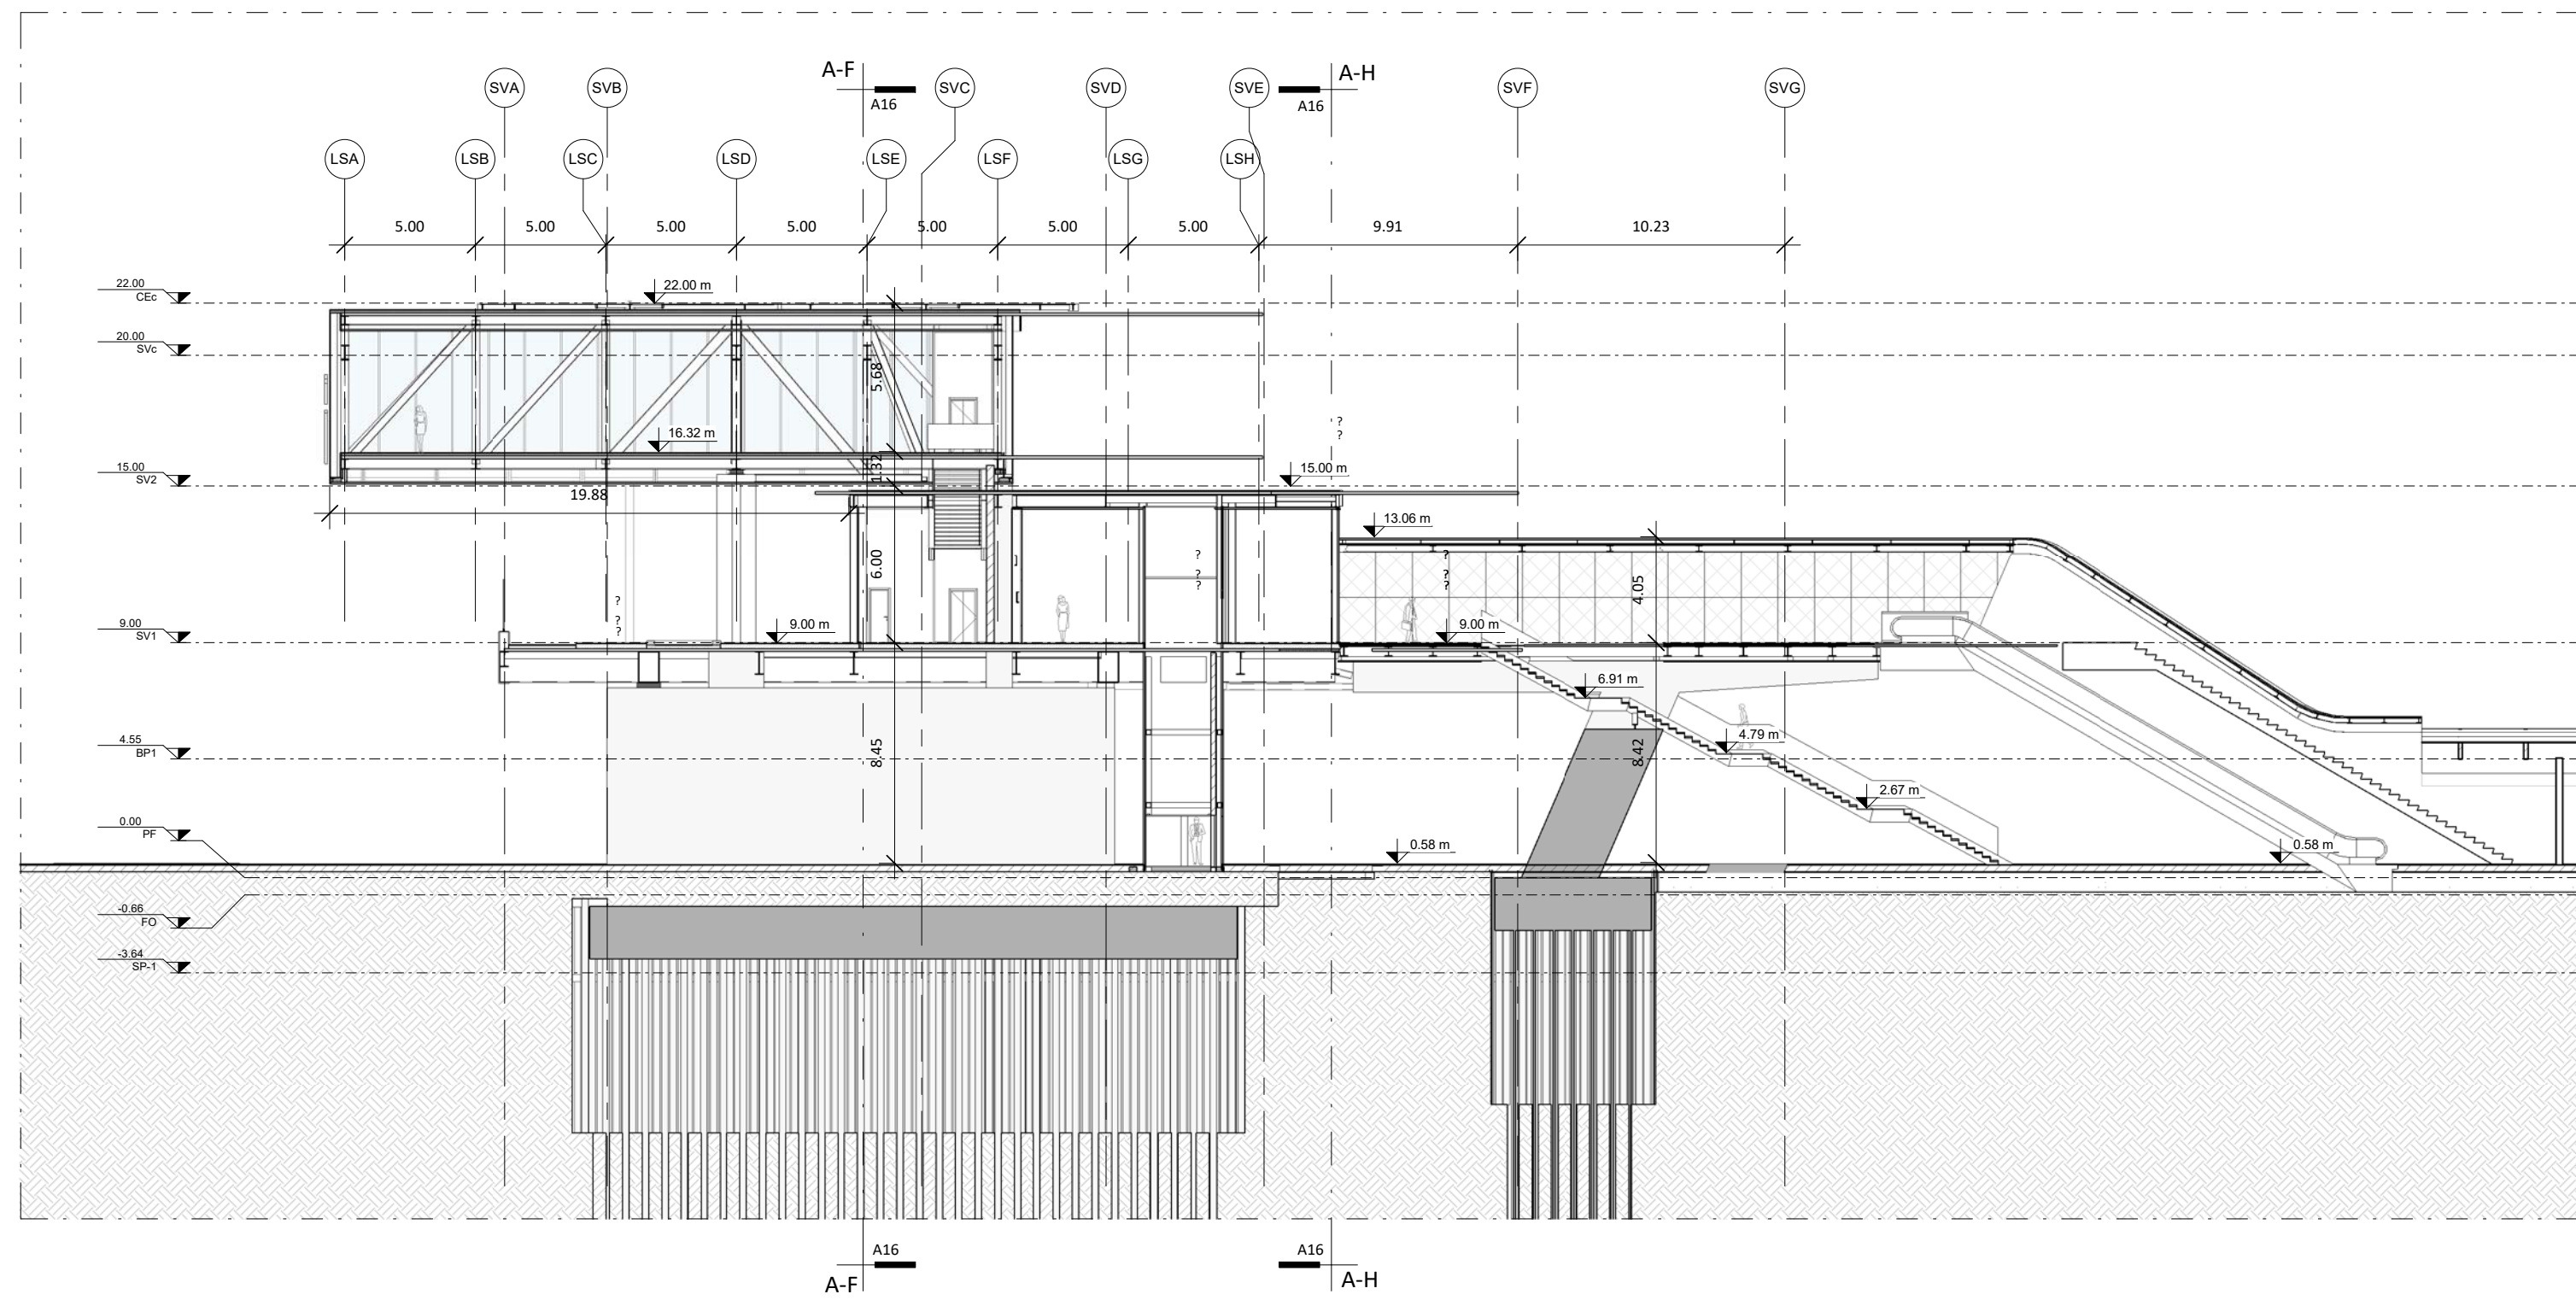 A-F
A-H
SVA
SVB
SVC
SVD
SVE
SVF
SVG
A16
A16
LSA
LSB
LSC
LSD
LSE
LSF
LSG
LSH
5.00
5.00
5.00
5.00
5.00
5.00
5.00
9.91
10.23
22.00
CEc
22.00 m
20.00
SVc
5.68
?
?
16.32 m
15.00
SV2
1.32
15.00 m
19.88
13.06 m
6.00
?
?
?
?
?
?
4.05
?
?
?
9.00
SV1
9.00 m
9.00 m
6.91 m
4.55
BP1
8.45
8.42
4.79 m
2.67 m
0.00
PF
0.58 m
0.58 m
-0.66
FO
-3.64
SP-1
A16
A16
A-F
A-H